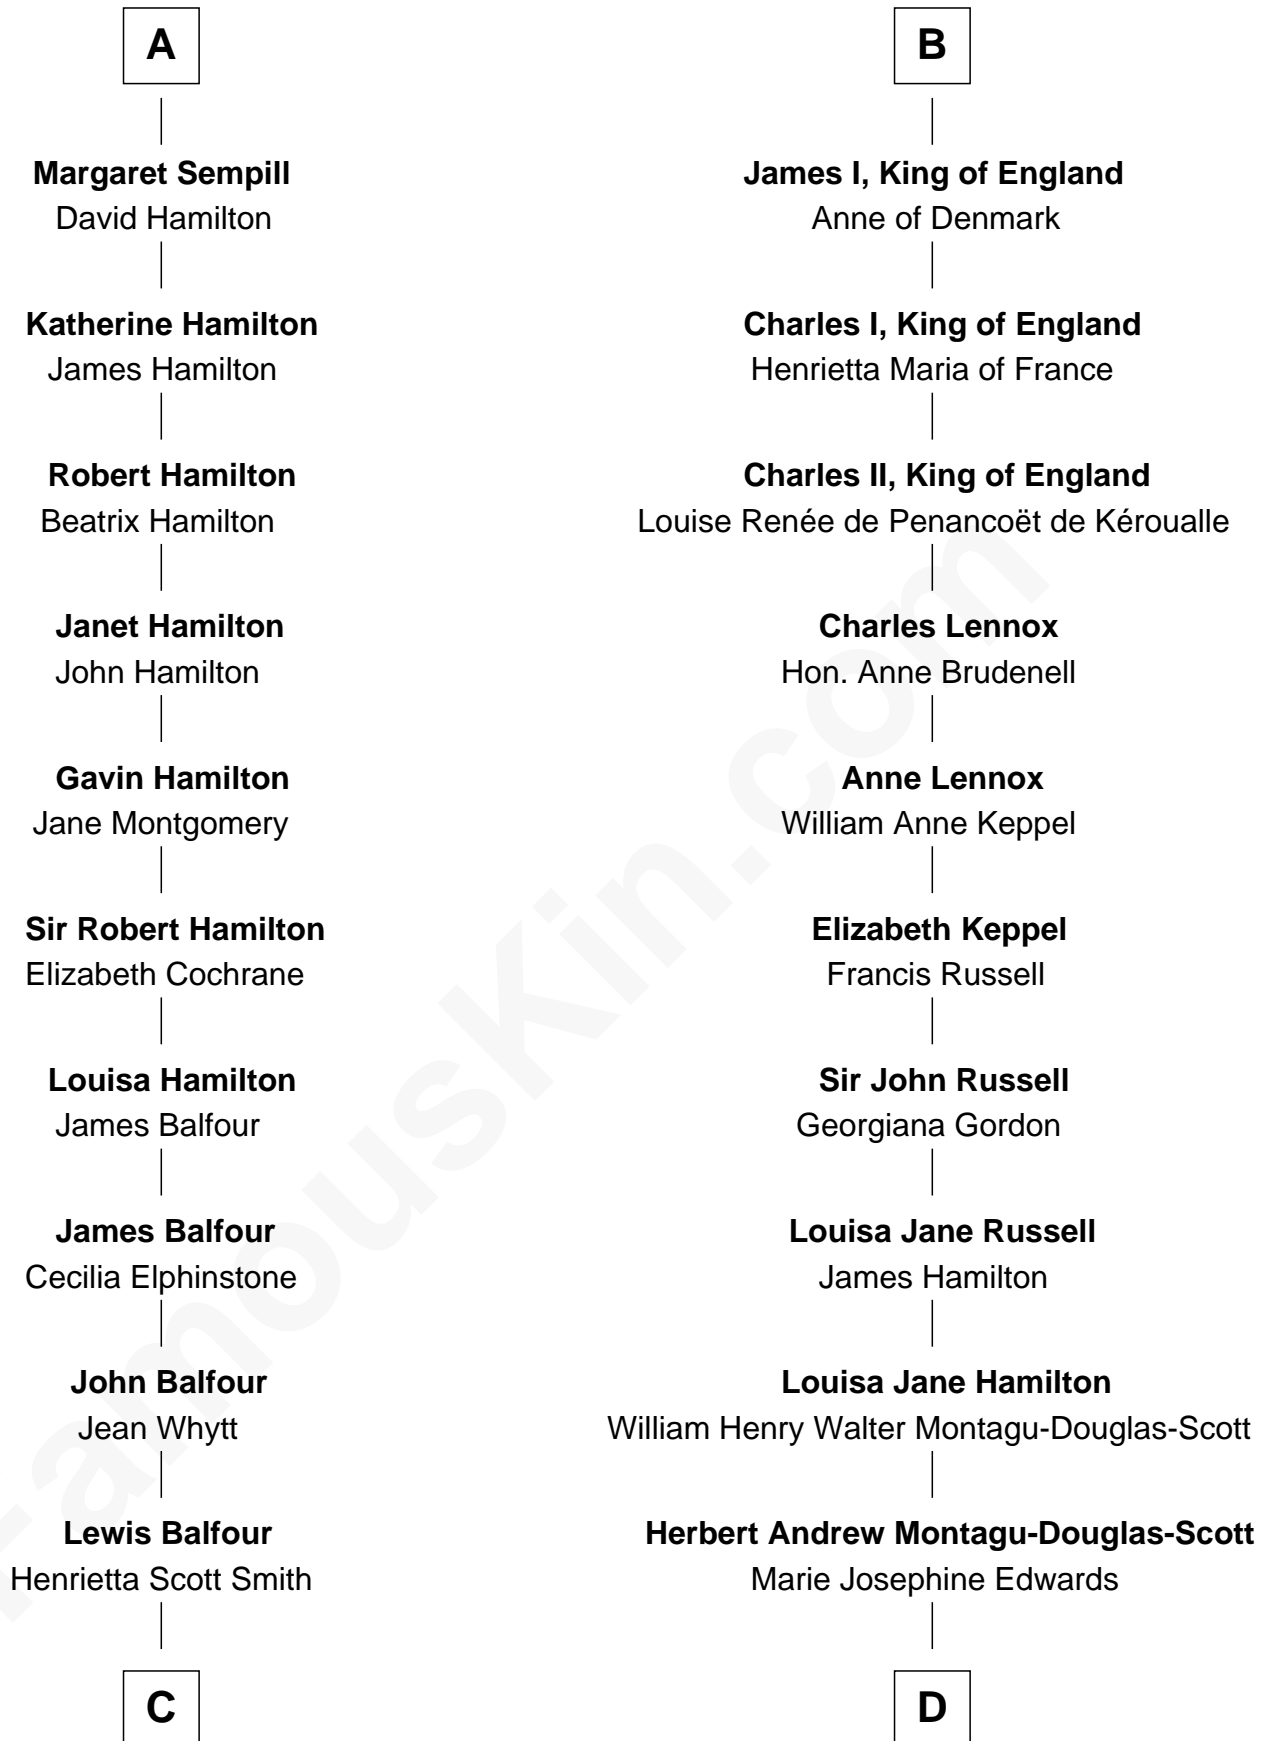 A
Margaret Sempill
David Hamilton
Katherine Hamilton
James Hamilton
Robert Hamilton
Beatrix Hamilton
Janet Hamilton
John Hamilton
Gavin Hamilton
Jane Montgomery
Sir Robert Hamilton
Elizabeth Cochrane
Louisa Hamilton
James Balfour
James Balfour
Cecilia Elphinstone
John Balfour
Jean Whytt
Lewis Balfour
Henrietta Scott Smith
C
B
James I, King of England
Anne of Denmark
Charles I, King of England
Henrietta Maria of France
Charles II, King of England
Louise Renée de Penancoët de Kéroualle
Charles Lennox
Hon. Anne Brudenell
Anne Lennox
William Anne Keppel
Elizabeth Keppel
Francis Russell
Sir John Russell
Georgiana Gordon
Louisa Jane Russell
James Hamilton
Louisa Jane Hamilton
William Henry Walter Montagu-Douglas-Scott
Herbert Andrew Montagu-Douglas-Scott
Marie Josephine Edwards
D
FamousKin.com